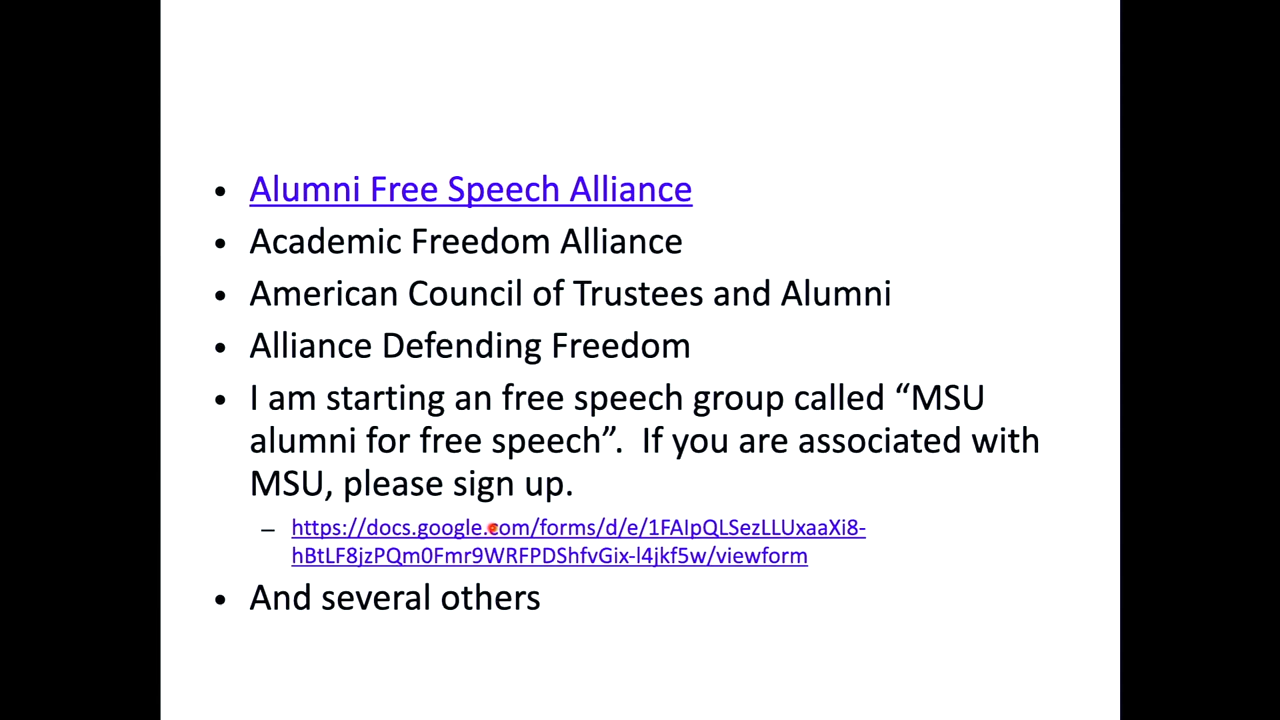 • Alumni Free Speech Alliance
• Academic Freedom Alliance
• American Council of Trustees and Alumni
• Alliance Defending Freedom
• I am starting an free speech group called “MSU
alumni for free speech”.  If you are associated with
MSU, please sign up.
– https://docs.google.com/forms/d/e/1FAIpQLSezLLUxaaXi8-
hBtLF8jzPQm0Fmr9WRFPDShfvGix-l4jkf5w/viewform
• And several others